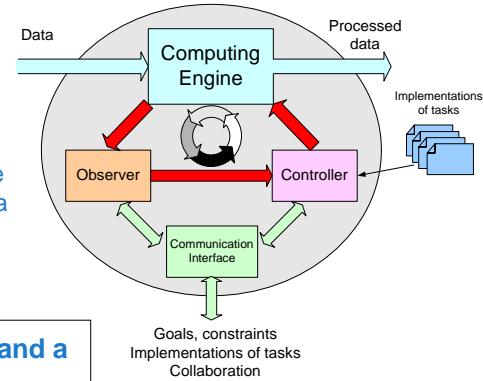 Data
Processed
data
Computing
Engine
Implementations
of tasks
Observer
Controller
Communication
Interface
e
a
and a
Goals, constraints
Implementations of tasks
Collaboration